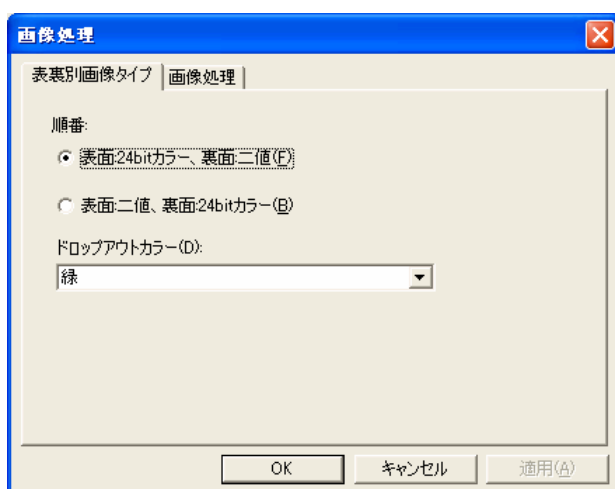 画像処理
表裏別画像タイプ 画像処理
順番:
表面:24bitカラー、裏面:二値(F)
表面:二値、裏面:24bitカラー(B)
ドロップアウトカラー(D):
緑
OK キャンセル 適用(A)